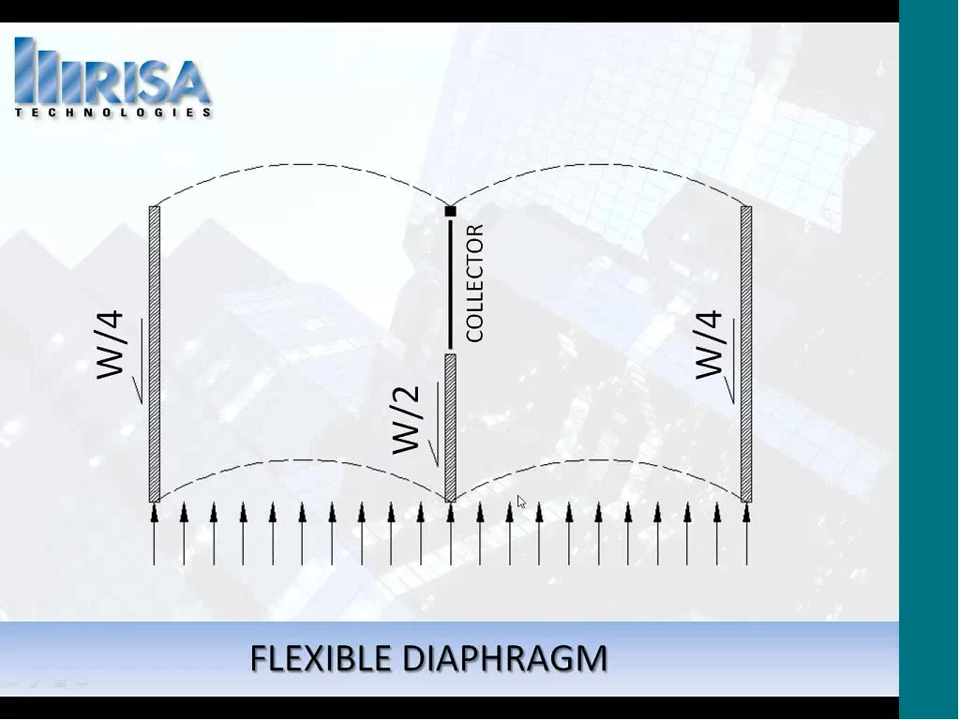 RISA
TECHNOLOGIES
COLLECTOR
W/4
W/4
W/2
FLEXIBLE DIAPHRAGM